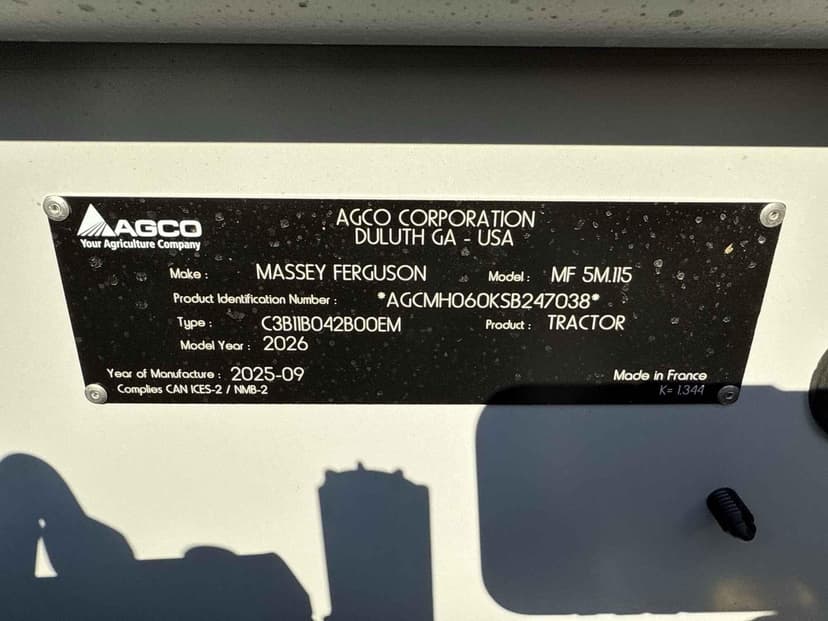 AGCO
Your Agriculture Company
AGCO CORPORATION
DULUTH GA - USA
Make : MASSEY FERGUSON Model : MF 5M.115
Product Identification Number : *AGCMH060KSB247038*
Type : C3B11B042B00EM Product : TRACTOR
Model Year : 2026
Year of Manufacture : 2025-09 Made in France
Complies CAN ICES-2 / NMB-2 K= 1.344